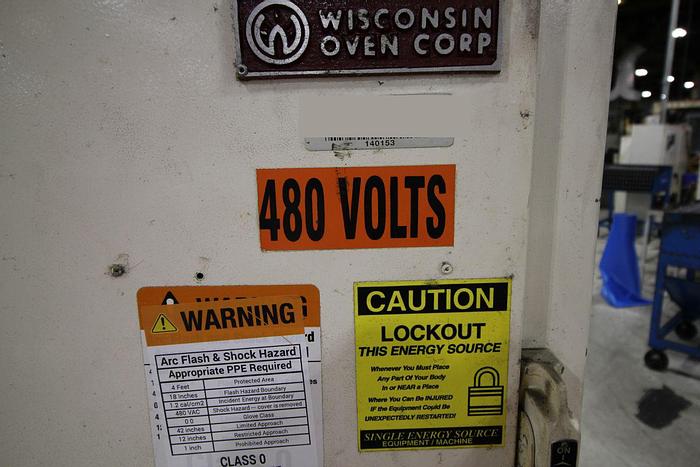 WISCONSIN
OVEN CORP
140153
480 VOLTS
WARNING
Arc Flash & Shock Hazard
Appropriate PPE Required
4 Feet Protected Area
18 inches Flash Hazard Boundary
1.2 cal/cm2 Incident Energy at Boundary
480 VAC Shock Hazard — cover is removed
0 0 Glove Class
42 inches Limited Approach
12 inches Restricted Approach
1 inch Prohibited Approach
CLASS 0
CAUTION
LOCKOUT
THIS ENERGY SOURCE
Whenever You Must Place
Any Part Of Your Body
In or NEAR a Place
Where You Can Be INJURED
IF the Equipment Could Be
UNEXPECTEDLY RESTARTED!
SINGLE ENERGY SOURCE
EQUIPMENT / MACHINE
ON